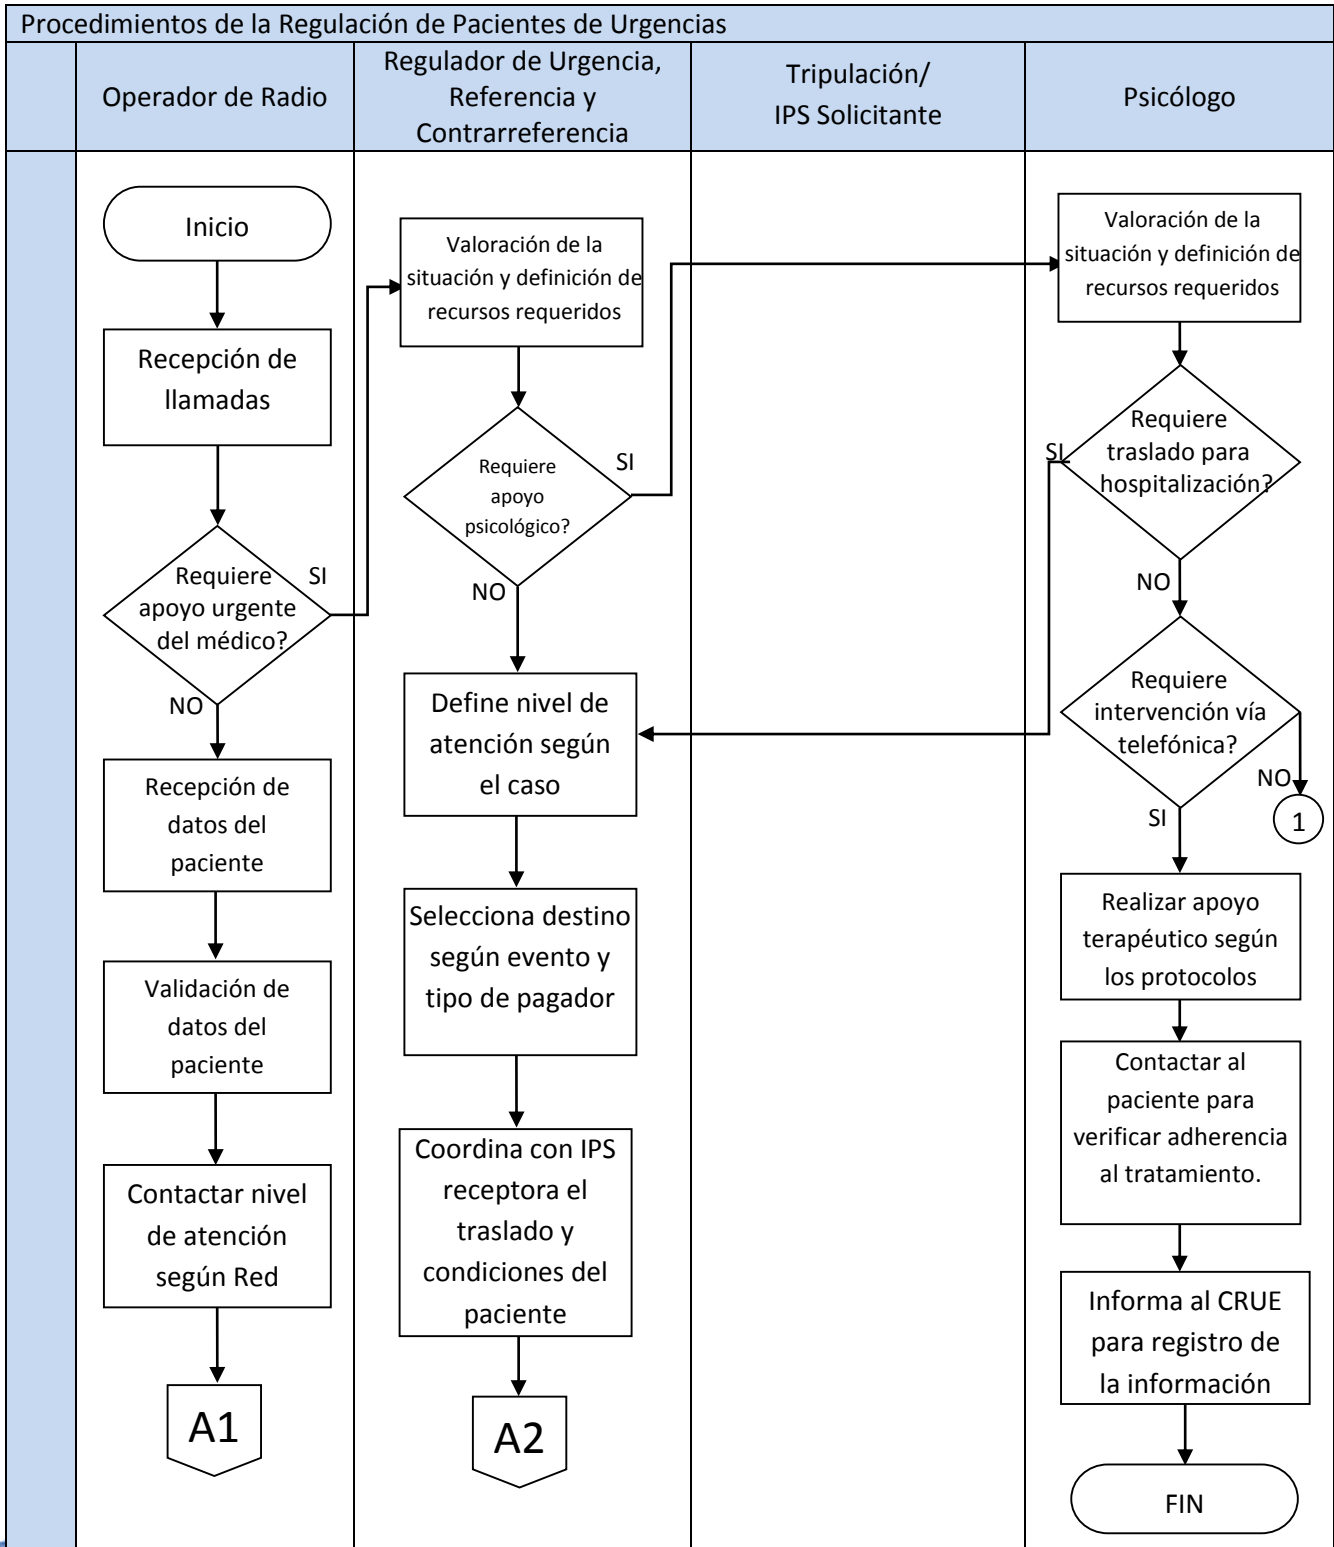 Procedimientos de la Regulación de Pacientes de Urgencias
Operador de Radio
Regulador de Urgencia,
Referencia y
Contrarreferencia
Tripulación/
IPS Solicitante
Psicólogo
Inicio
Recepción de
llamadas
Requiere
apoyo urgente
del médico?
SI
NO
Recepción de
datos del
paciente
Validación de
datos del
paciente
Contactar nivel
de atención
según Red
A1
Valoración de la
situación y definición de
recursos requeridos
Requiere
apoyo
psicológico?
SI
NO
Define nivel de
atención según
el caso
Selecciona destino
según evento y
tipo de pagador
Coordina con IPS
receptora el
traslado y
condiciones del
paciente
A2
Valoración de la
situación y definición de
recursos requeridos
Requiere
traslado para
hospitalización?
SI
NO
Requiere
intervención vía
telefónica?
NO
1
SI
Realizar apoyo
terapéutico según
los protocolos
Contactar al
paciente para
verificar adherencia
al tratamiento.
Informa al CRUE
para registro de
la información
FIN